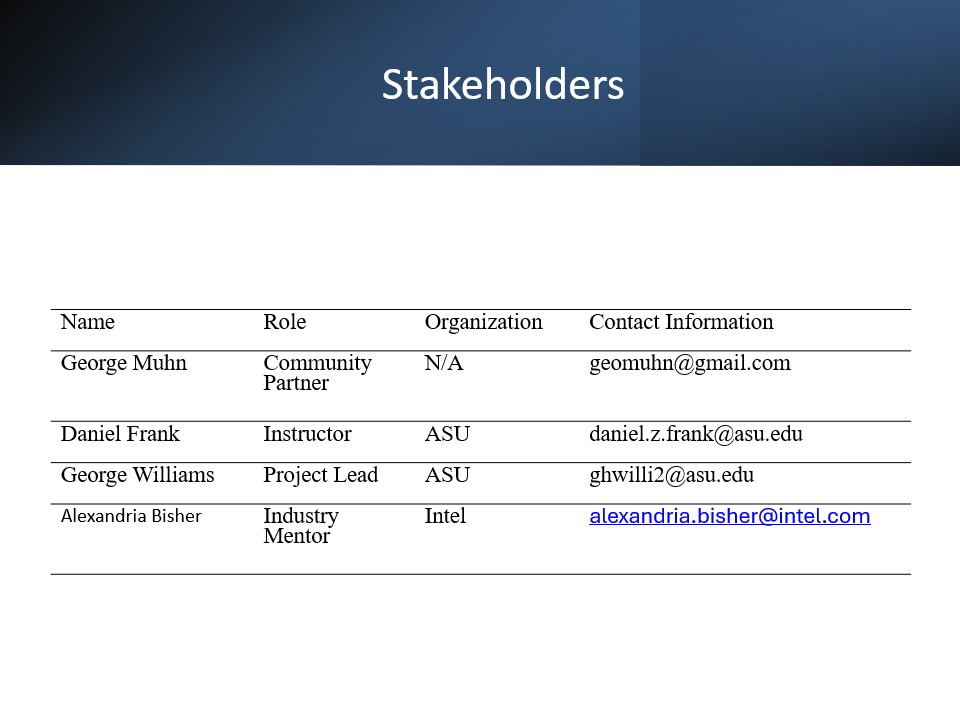 Stakeholders
Name Role Organization Contact Information
George Muhn Community Partner N/A geomuhn@gmail.com
Daniel Frank Instructor ASU daniel.z.frank@asu.edu
George Williams Project Lead ASU ghwilli2@asu.edu
Alexandria Bisher Industry Mentor Intel alexandria.bisher@intel.com